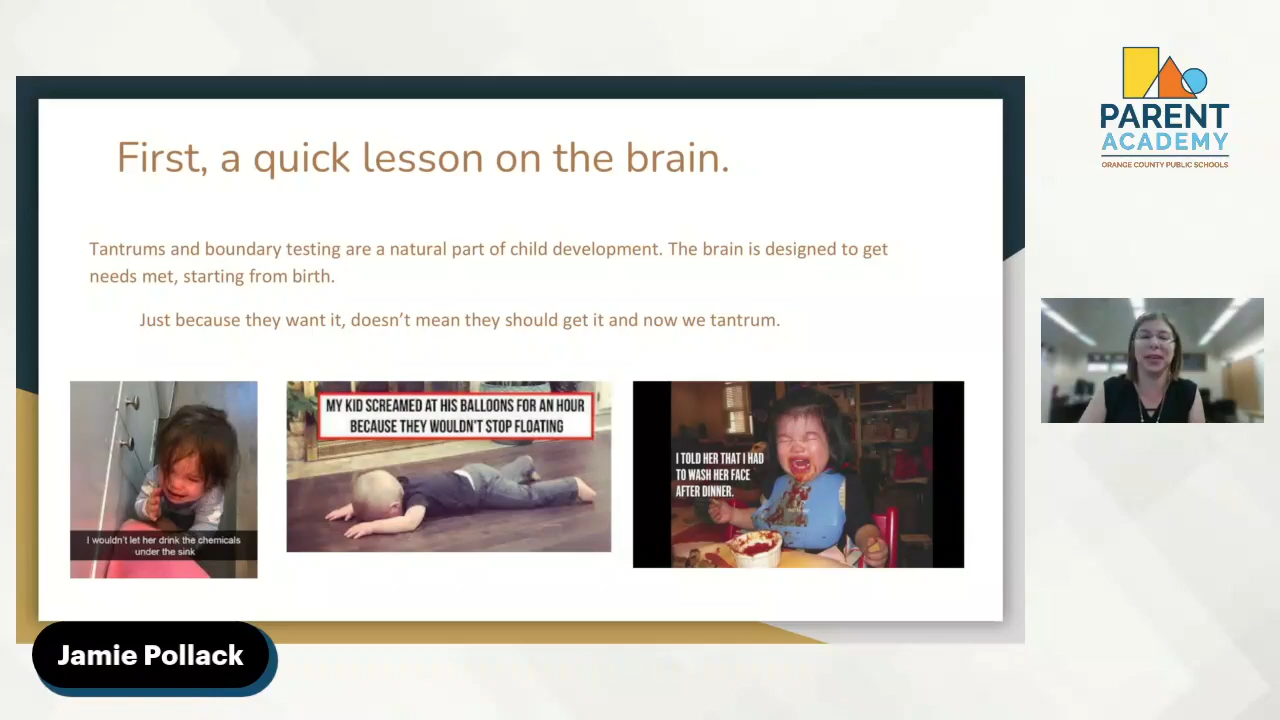 First, a quick lesson on the brain.
Tantrums and boundary testing are a natural part of child development. The brain is designed to get
needs met, starting from birth.
Just because they want it, doesn't mean they should get it and now we tantrum.
I wouldn't let her drink the chemicals
under the sink
MY KID SCREAMED AT HIS BALLOONS FOR AN HOUR
BECAUSE THEY WOULDN'T STOP FLOATING
I TOLD HER THAT I HAD
TO WASH HER FACE
AFTER DINNER.
PARENT
ACADEMY
ORANGE COUNTY PUBLIC SCHOOLS
Jamie Pollack